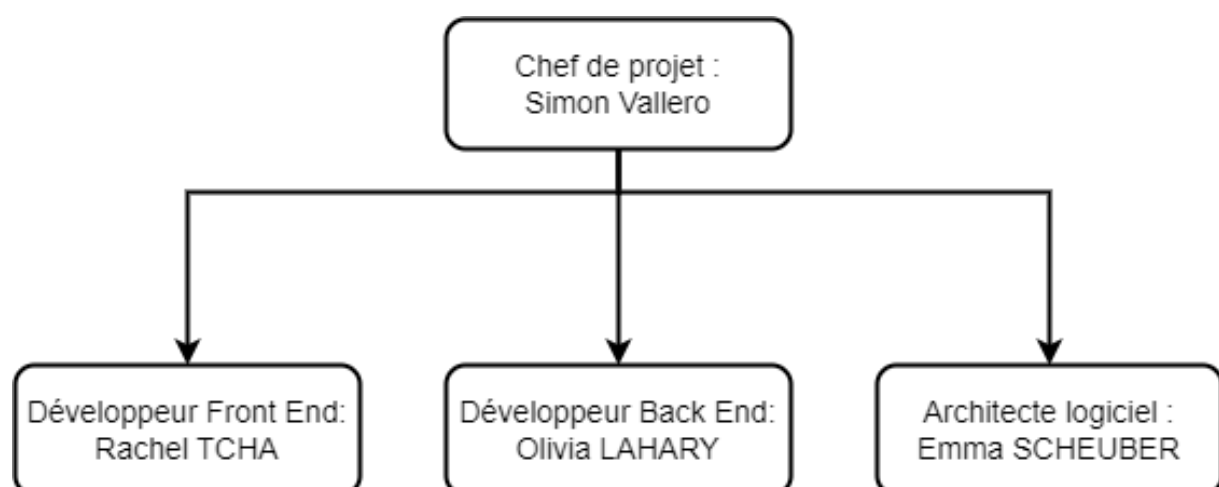 Chef de projet :
Simon Vallero
Développeur Front End:
Rachel TCHA
Développeur Back End:
Olivia LAHARY
Architecte logiciel :
Emma SCHEUBER